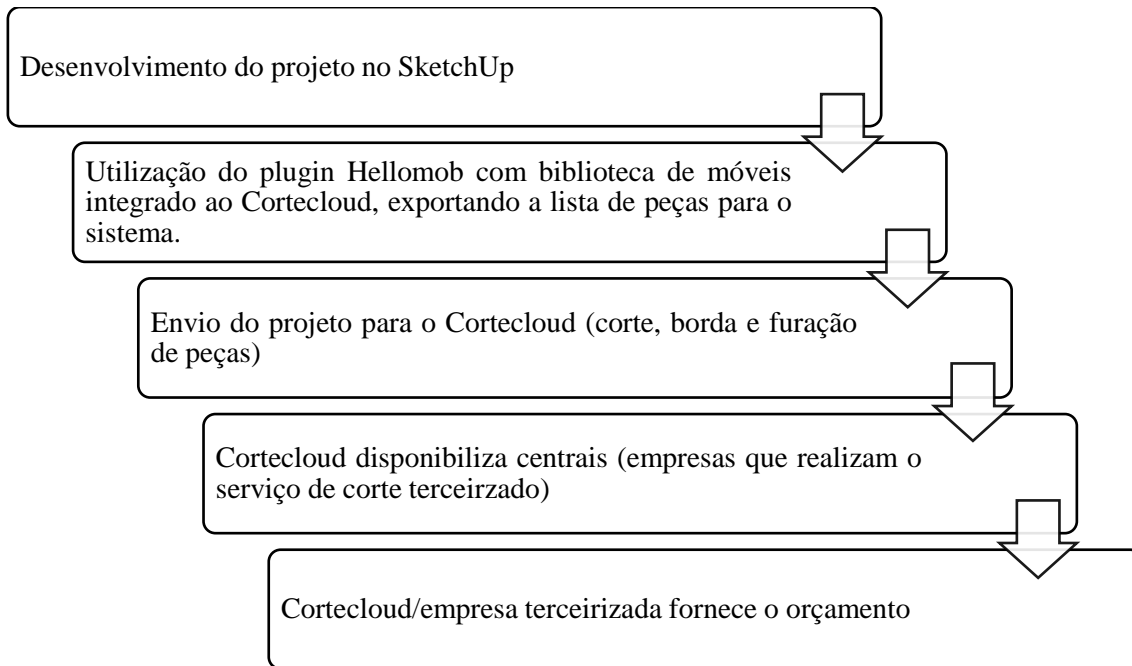 Desenvolvimento do projeto no SketchUp
Utilização do plugin Hellomob com biblioteca de móveis
integrado ao Cortecloud, exportando a lista de peças para o
sistema.
Envio do projeto para o Cortecloud (corte, borda e furação
de peças)
Cortecloud disponibiliza centrais (empresas que realizam o
serviço de corte terceirzado)
Cortecloud/empresa terceirizada fornece o orçamento